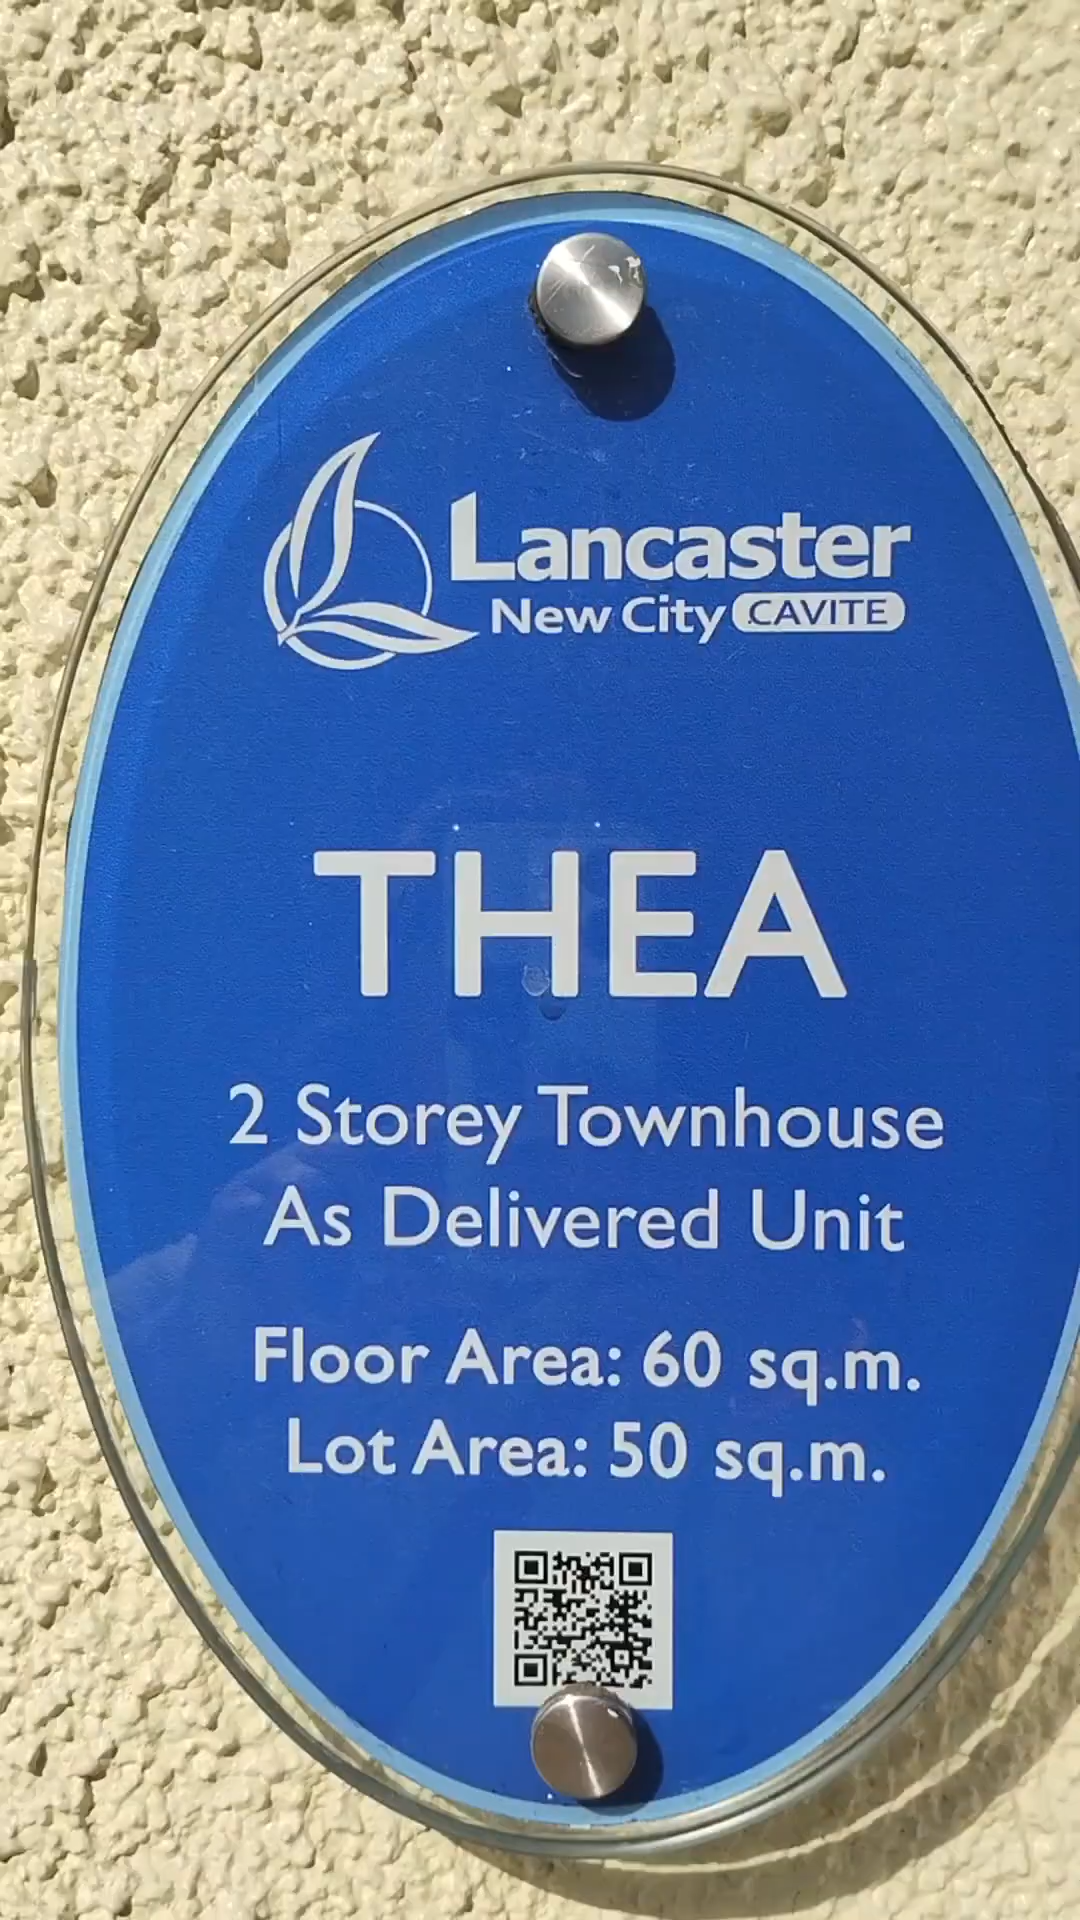 Lancaster
New City CAVITE
THEA
2 Storey Townhouse
As Delivered Unit
Floor Area: 60 sq.m.
Lot Area: 50 sq.m.